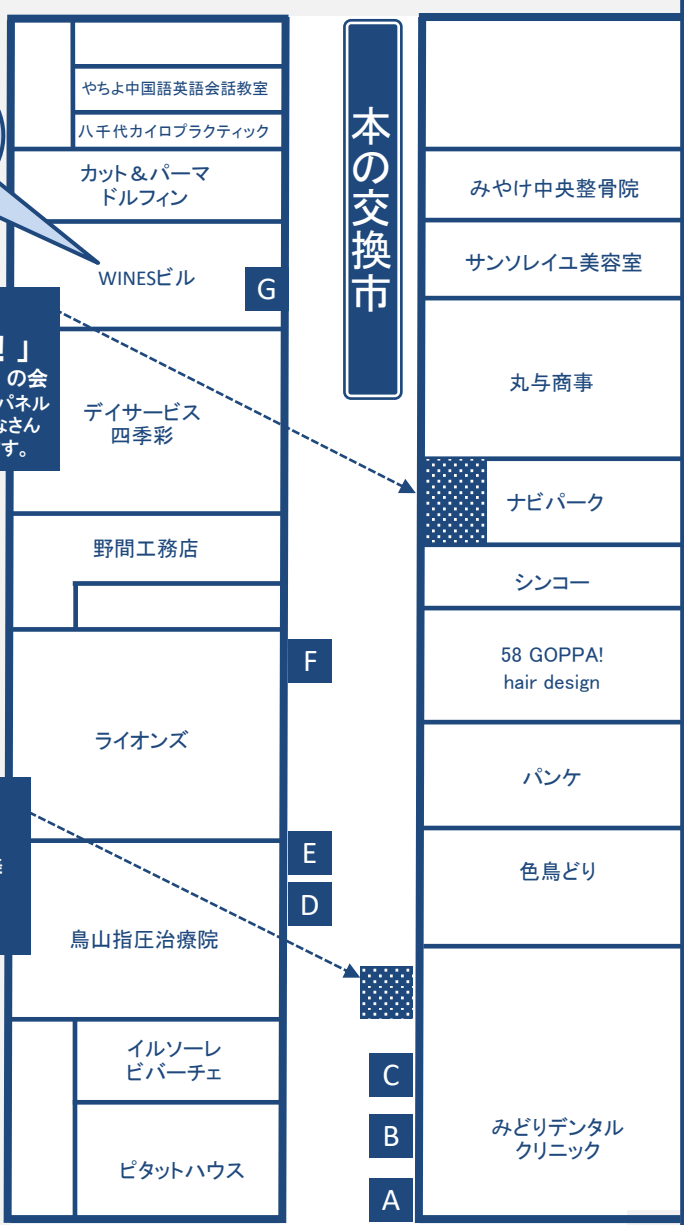 やちよ中国語英語会話教室
八千代カイロプラクティック
カット＆パーマ
ドルフィン
WINESビル
G
！」
の会
パネル
なさん
す。
デイサービス
四季彩
野間工務店
F
ライオンズ
E
D
鳥山指圧治療院
イルソーレ
ビバーチェ
ピタットハウス
本の交換市
みやけ中央整骨院
サンソレイユ美容室
丸与商事
ナビパーク
シンコー
58 GOPPA!
hair design
パンケ
色鳥どり
C
B
A
みどりデンタル
クリニック